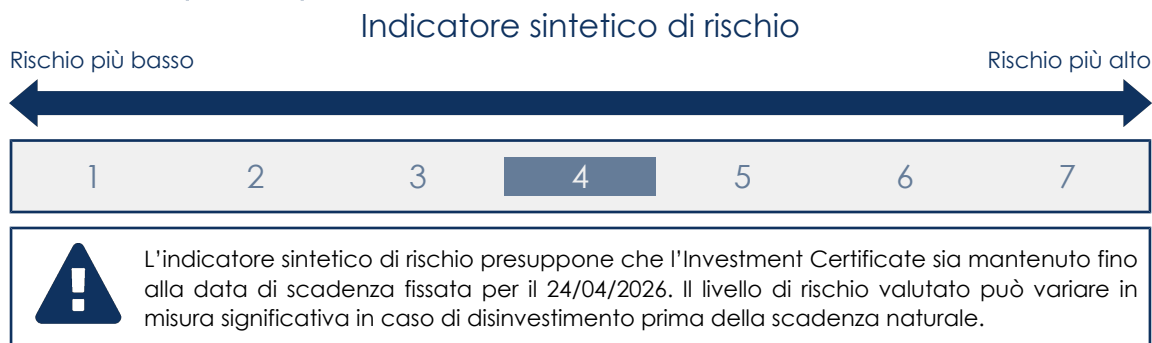 Indicatore sintetico di rischio
Rischio più basso Rischio più alto
1 2 3 4 5 6 7
L'indicatore sintetico di rischio presuppone che l'Investment Certificate sia mantenuto fino
alla data di scadenza fissata per il 24/04/2026. Il livello di rischio valutato può variare in
misura significativa in caso di disinvestimento prima della scadenza naturale.